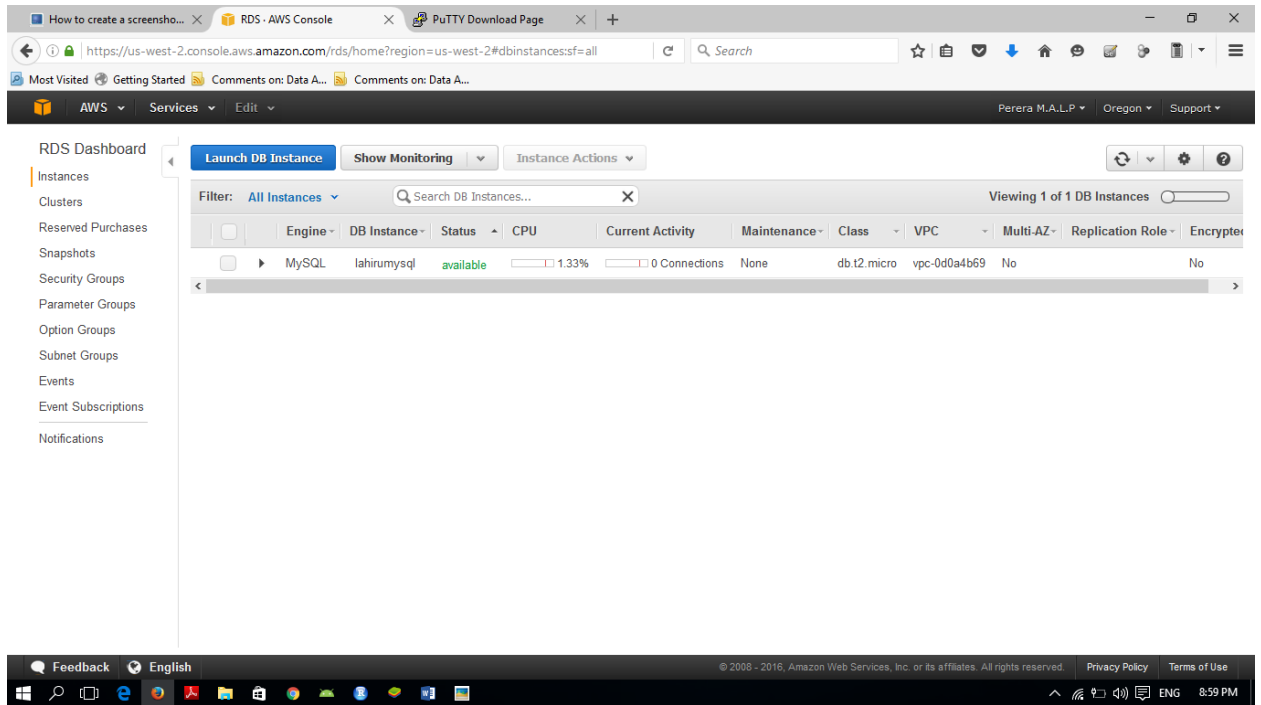 How to create a screensho... RDS · AWS Console PuTTY Download Page
https://us-west-2.console.aws.amazon.com/rds/home?region=us-west-2#dbinstances:sf=all Search
Most Visited Getting Started Comments on: Data A... Comments on: Data A...
AWS Services Edit Perera M.A.L.P Oregon Support
RDS Dashboard
Instances
Clusters
Reserved Purchases
Snapshots
Security Groups
Parameter Groups
Option Groups
Subnet Groups
Events
Event Subscriptions
Notifications
Launch DB Instance Show Monitoring Instance Actions
Filter: All Instances Search DB Instances... Viewing 1 of 1 DB Instances
Engine DB Instance Status CPU Current Activity Maintenance Class VPC Multi-AZ Replication Role Encrypted
MySQL lahirumysql available 1.33% 0 Connections None db.t2.micro vpc-0d0a4b69 No No
Feedback English © 2008 - 2016, Amazon Web Services, Inc. or its affiliates. All rights reserved. Privacy Policy Terms of Use
ENG 8:59 PM